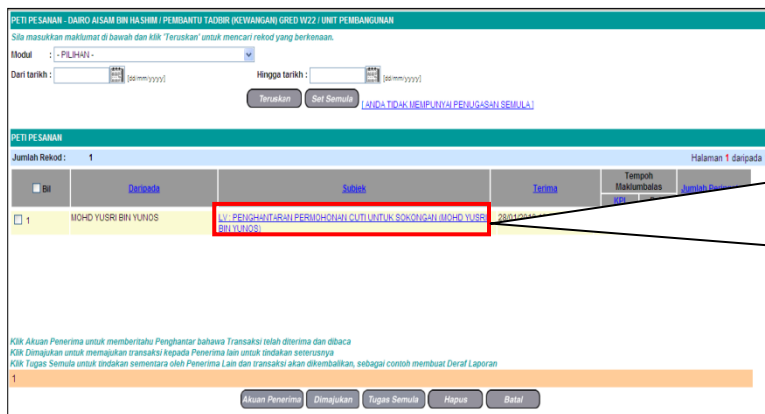 PETI PESANAN - DAIRO AISAM BIN HASHIM / PEMBANTU TADBIR (KEWANGAN) GRED W22 / UNIT PEMBANGUNAN
Sila masukkan maklumat di bawah dan klik 'Teruskan' untuk mencari rekod yang berkenaan.
Modul : - PILIHAN -
Dari tarikh : [dd/mm/yyyy] Hingga tarikh : [dd/mm/yyyy]
Teruskan Set Semula [ ANDA TIDAK MEMPUNYAI PENUGASAN SEMULA ]
PETI PESANAN
Jumlah Rekod : 1 Halaman 1 daripada
Bil Daripada Subjek Terima Tempoh Maklumbalas Jumlah
KPI
1 MOHD YUSRI BIN YUNOS LV : PENGHANTARAN PERMOHONAN CUTI UNTUK SOKONGAN (MOHD YUSRI
BIN YUNOS)
Klik Akuan Penerima untuk memberitahu Penghantar bahawa Transaksi telah diterima dan dibaca
Klik Dimajukan untuk memajukan transaksi kepada Penerima lain untuk tindakan seterusnya
Klik Tugas Semula untuk tindakan sementara oleh Penerima Lain dan transaksi akan dikembalikan, sebagai contoh membuat Deraf Laporan
1
Akuan Penerima Dimajukan Tugas Semula Hapus Batal